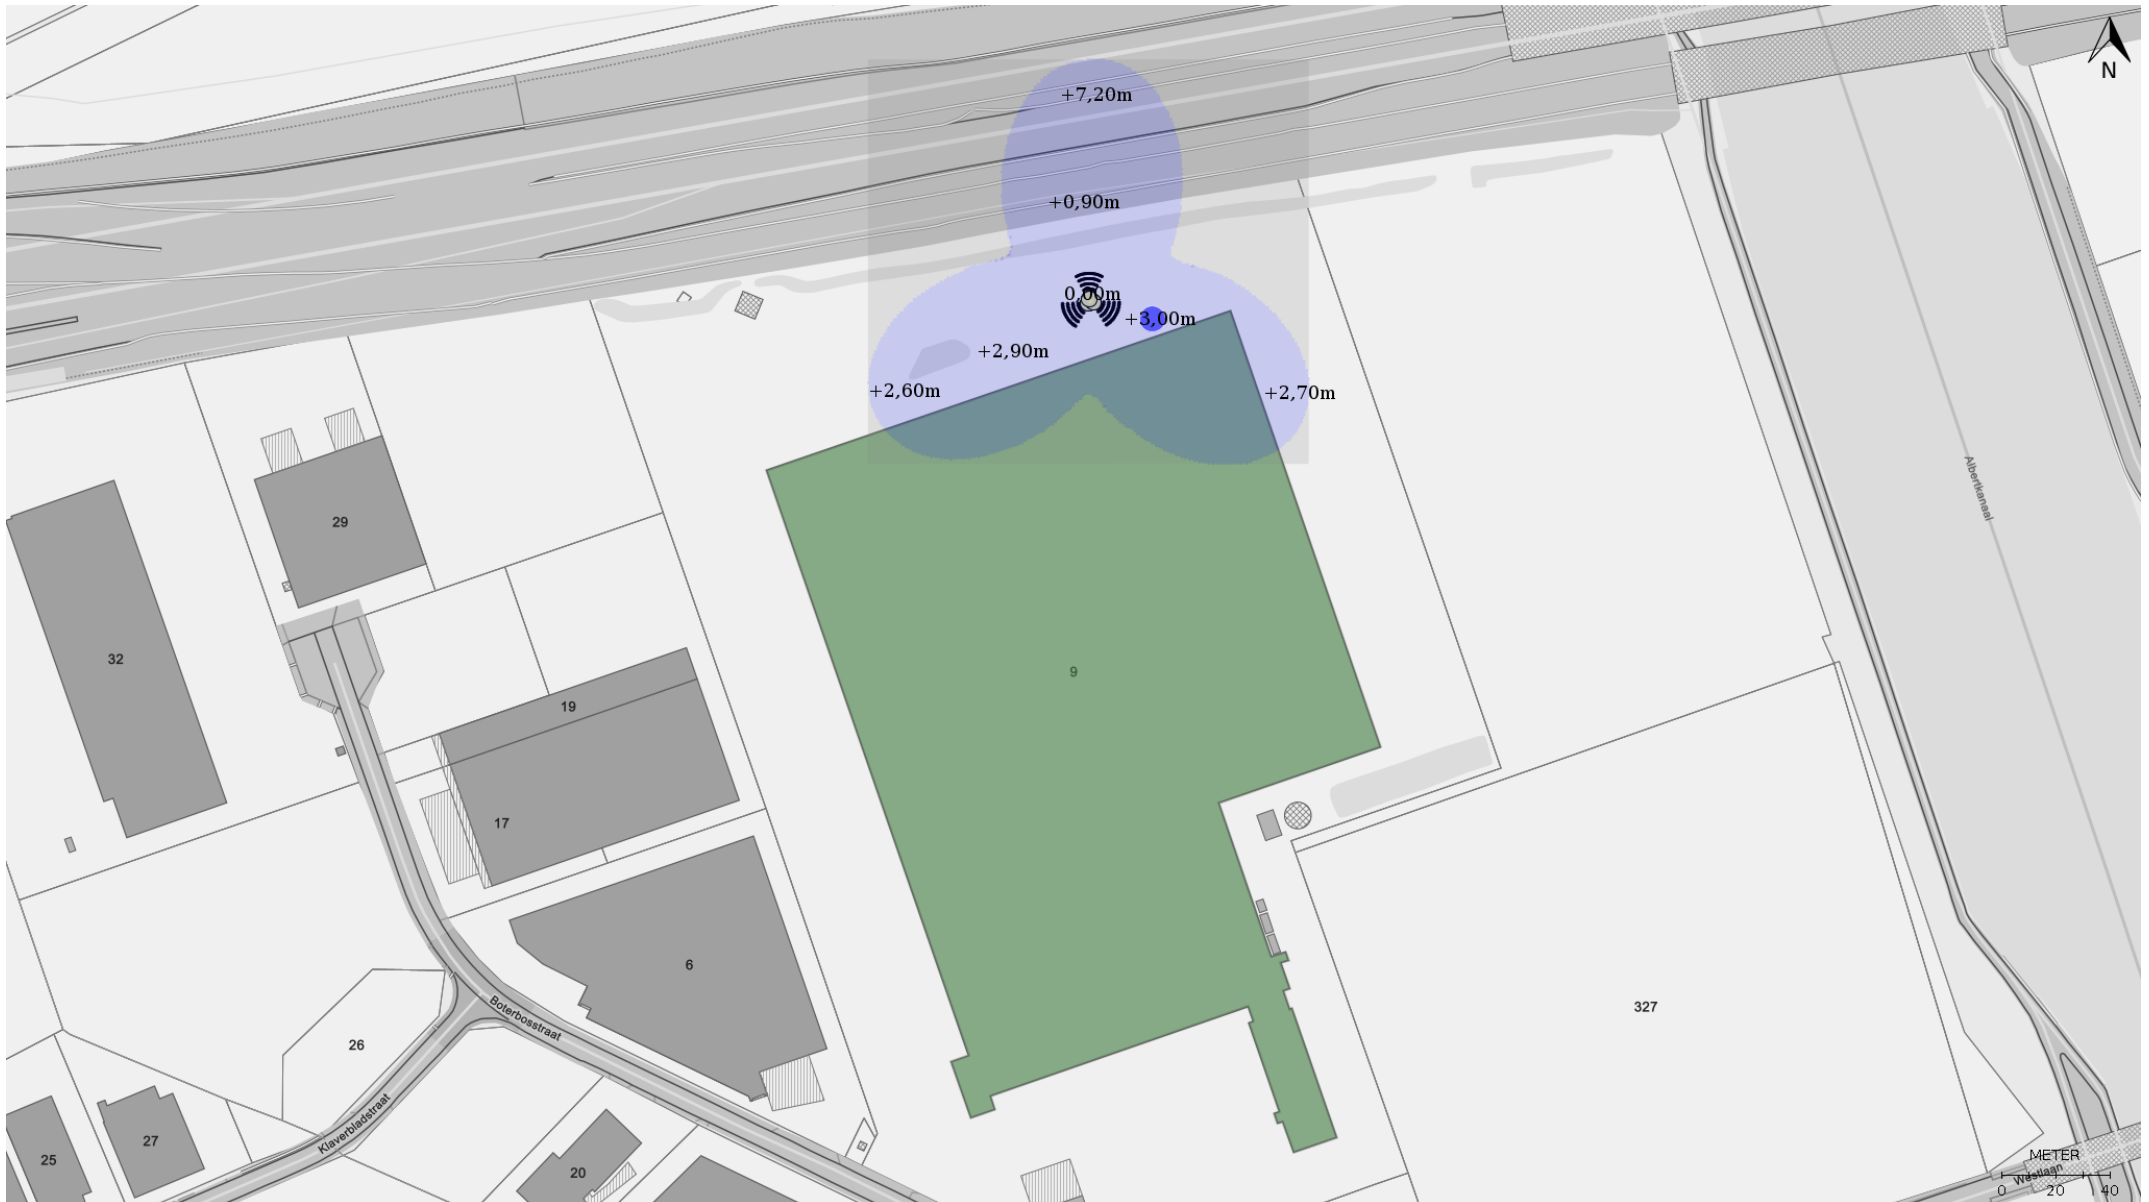 N
+7,20m
+0,90m
0,00m
+3,00m
+2,90m
+2,60m
+2,70m
Albertkanaal
29
32
9
19
17
6
327
Boterbosstraat
26
Klaverbladstraat
27
25
20
METER
Westlaan
0 20 40